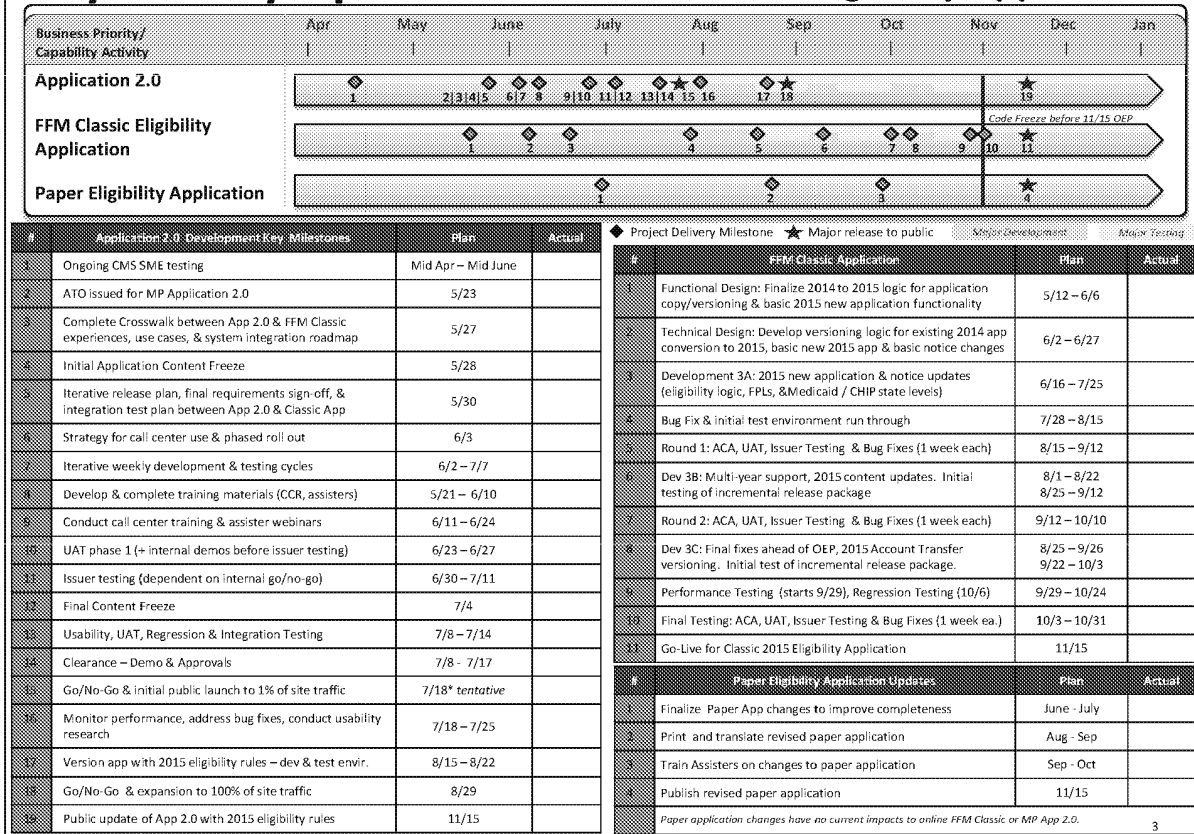 Apr May June July Aug Sep Oct Nov Dec Jan
Business Priority/
Capability Activity
Application 2.0
1 2|3|4|5 6|7 8 9|10 11|12 13|14 15 16 17 18 19
Code Freeze before 11/15 OEP
FFM Classic Eligibility
Application
1 2 3 4 5 6 7 8 9 10 11
Paper Eligibility Application
1 2 3 4
Project Delivery Milestone Major release to public Major Development Major Testing
# Application 2.0 Development Key Milestones Plan Actual
1 Ongoing CMS SME testing Mid Apr – Mid June
2 ATO issued for MP Application 2.0 5/23
3 Complete Crosswalk between App 2.0 & FFM Classic
experiences, use cases, & system integration roadmap 5/27
4 Initial Application Content Freeze 5/28
5 Iterative release plan, final requirements sign-off, &
integration test plan between App 2.0 & Classic App 5/30
6 Strategy for call center use & phased roll out 6/3
7 Iterative weekly development & testing cycles 6/2 – 7/7
8 Develop & complete training materials (CCR, assisters) 5/21 – 6/10
9 Conduct call center training & assister webinars 6/11 – 6/24
10 UAT phase 1 (+ internal demos before issuer testing) 6/23 – 6/27
11 Issuer testing (dependent on internal go/no-go) 6/30 – 7/11
12 Final Content Freeze 7/4
13 Usability, UAT, Regression & Integration Testing 7/8 – 7/14
14 Clearance – Demo & Approvals 7/8 - 7/17
15 Go/No-Go & initial public launch to 1% of site traffic 7/18* tentative
16 Monitor performance, address bug fixes, conduct usability
research 7/18 – 7/25
17 Version app with 2015 eligibility rules – dev & test envir. 8/15 – 8/22
18 Go/No-Go & expansion to 100% of site traffic 8/29
19 Public update of App 2.0 with 2015 eligibility rules 11/15
# FFM Classic Application Plan Actual
1 Functional Design: Finalize 2014 to 2015 logic for application
copy/versioning & basic 2015 new application functionality 5/12 – 6/6
2 Technical Design: Develop versioning logic for existing 2014 app
conversion to 2015, basic new 2015 app & basic notice changes 6/2 – 6/27
3 Development 3A: 2015 new application & notice updates
(eligibility logic, FPLs, &Medicaid / CHIP state levels) 6/16 – 7/25
4 Bug Fix & initial test environment run through 7/28 – 8/15
5 Round 1: ACA, UAT, Issuer Testing & Bug Fixes (1 week each) 8/15 – 9/12
6 Dev 3B: Multi-year support, 2015 content updates. Initial 8/1 – 8/22
testing of incremental release package 8/25 – 9/12
7 Round 2: ACA, UAT, Issuer Testing & Bug Fixes (1 week each) 9/12 – 10/10
8 Dev 3C: Final fixes ahead of OEP, 2015 Account Transfer 8/25 – 9/26
versioning. Initial test of incremental release package. 9/22 – 10/3
9 Performance Testing (starts 9/29), Regression Testing (10/6) 9/29 – 10/24
10 Final Testing: ACA, UAT, Issuer Testing & Bug Fixes (1 week ea.) 10/3 – 10/31
11 Go-Live for Classic 2015 Eligibility Application 11/15
# Paper Eligibility Application Updates Plan Actual
1 Finalize Paper App changes to improve completeness June - July
2 Print and translate revised paper application Aug - Sep
3 Train Assisters on changes to paper application Sep - Oct
4 Publish revised paper application 11/15
Paper application changes have no current impacts to online FFM Classic or MP App 2.0.
3